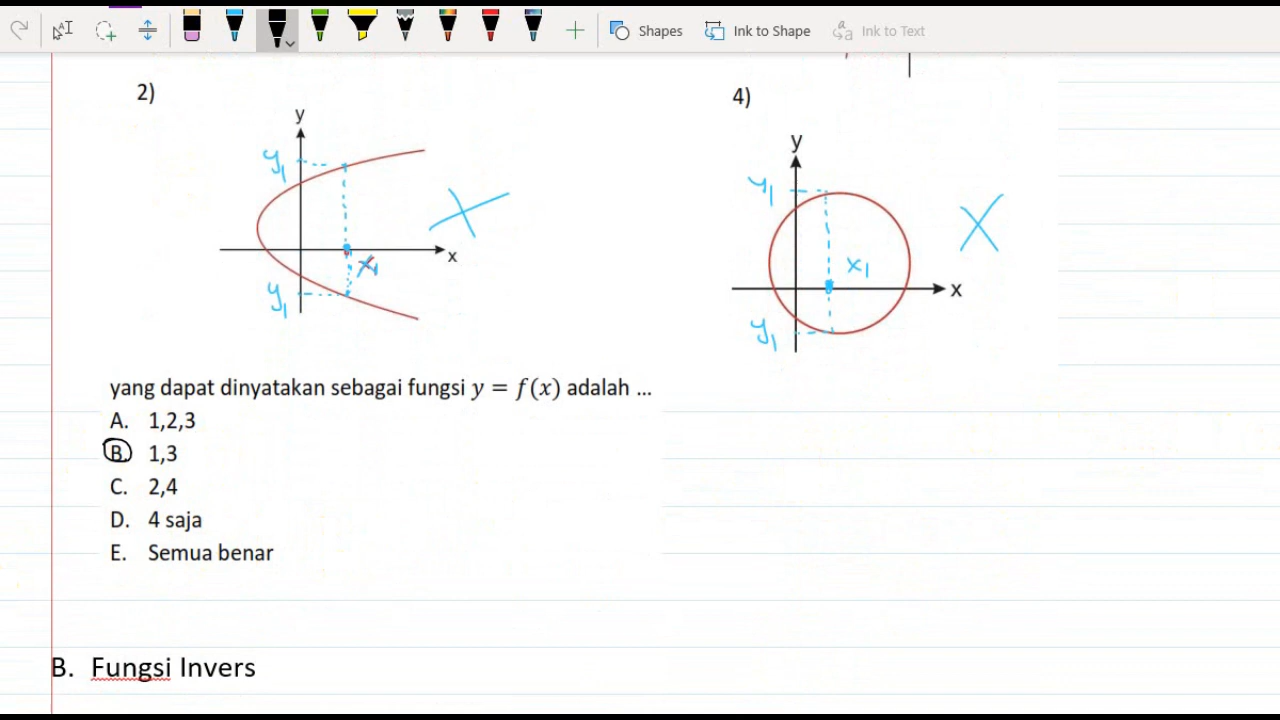 Shapes
Ink to Shape
Ink to Text
2)
y
y1
x1
x
y1
4)
y
y1
x1
x
y1
yang dapat dinyatakan sebagai fungsi y = f(x) adalah ...
A. 1,2,3
B. 1,3
C. 2,4
D. 4 saja
E. Semua benar
B. Fungsi Invers